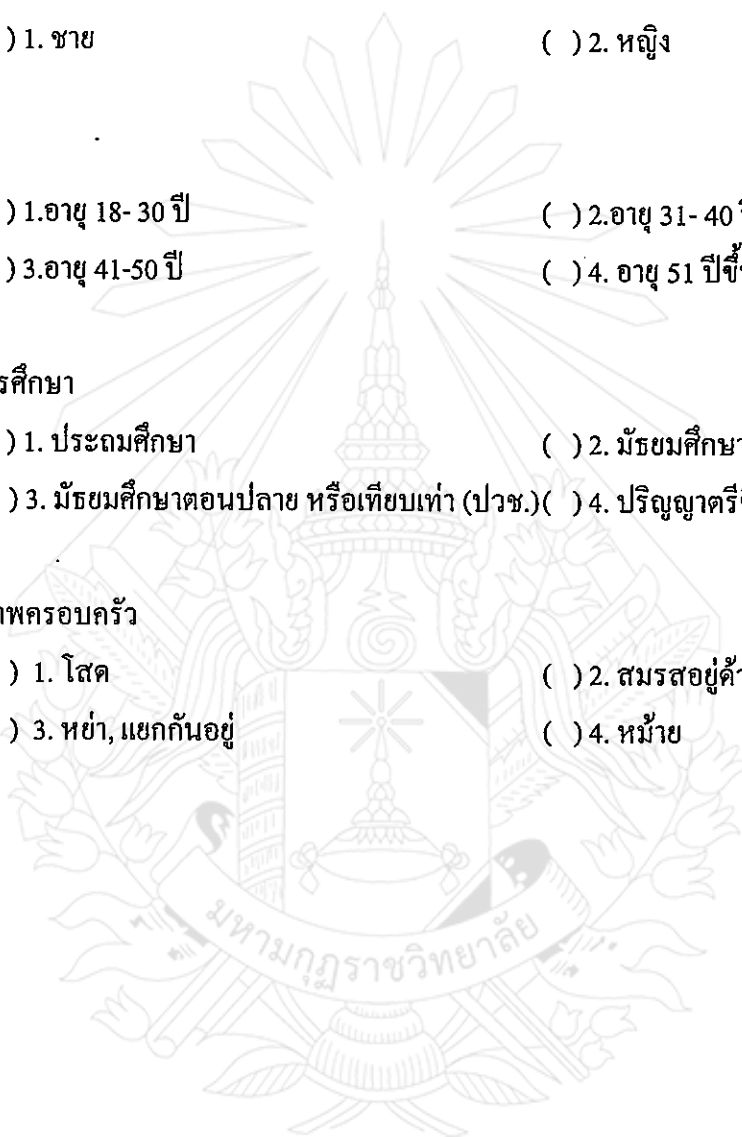 ) 1. ชาย ( ) 2. หญิง
) 1.อายุ 18- 30 ปี ( ) 2.อายุ 31- 40
) 3.อายุ 41-50 ปี ( ) 4. อายุ 51 ปีขึ้
รศึกษา
) 1. ประถมศึกษา ( ) 2. มัธยมศึกษา
) 3. มัธยมศึกษาตอนปลาย หรือเทียบเท่า (ปวช.)( ) 4. ปริญญาตรี
าพครอบครัว
) 1. โสด ( ) 2. สมรสอยู่ด้
) 3. หย่า, แยกกันอยู่ ( ) 4. หม้าย
มหามกุฏราชวิทยาลัย